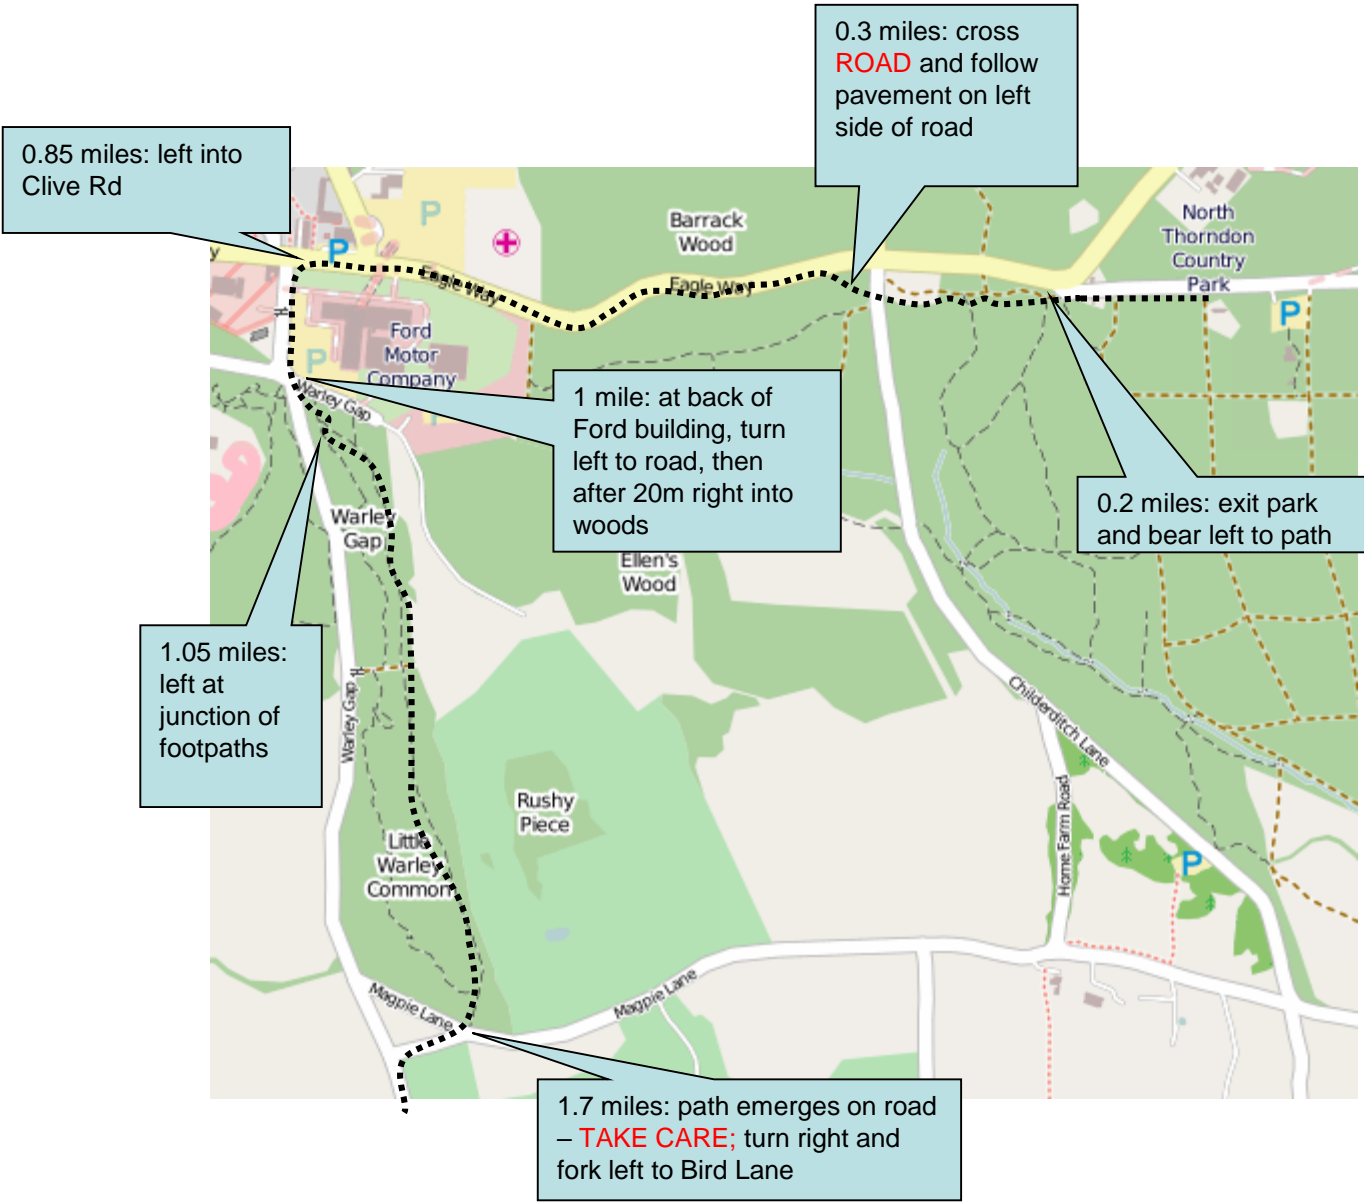 0.3 miles: cross
ROAD and follow
pavement on left
side of road
0.85 miles: left into
Clive Rd
P
P
Barrack
Wood
North
Thorndon
Country
Park
y
Eagle Way
Eagle Way
P
Ford
Motor
Company
P
Warley Gap
1 mile: at back of
Ford building, turn
left to road, then
after 20m right into
woods
0.2 miles: exit park
and bear left to path
Warley
Gap
Ellen's
Wood
1.05 miles:
left at
junction of
footpaths
Warley Gap
Childerditch Lane
Rushy
Piece
Home Farm Road
Little
Warley
Common
P
Magpie Lane
Magpie Lane
1.7 miles: path emerges on road
– TAKE CARE; turn right and
fork left to Bird Lane